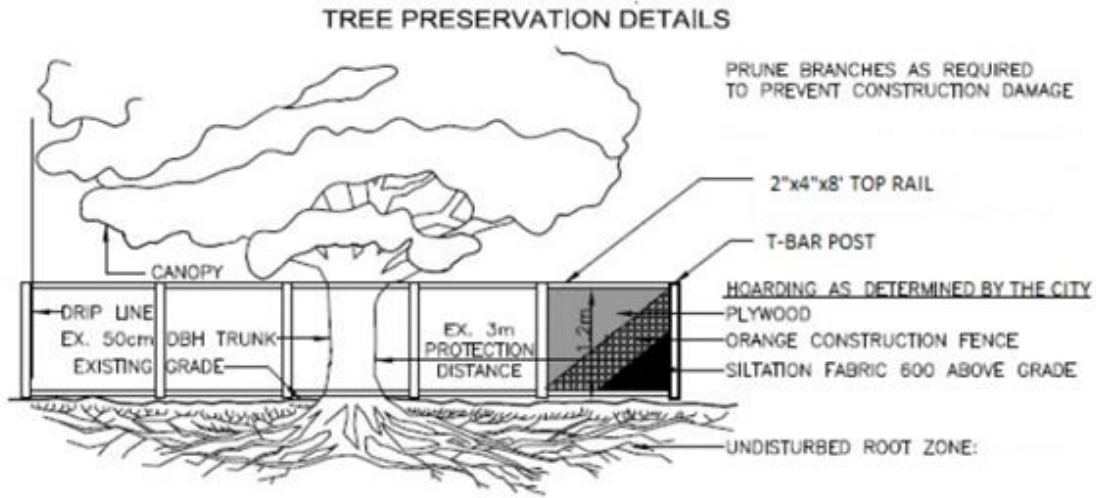 TREE PRESERVATION DETAILS
PRUNE BRANCHES AS REQUIRED
TO PREVENT CONSTRUCTION DAMAGE
2"x4"x8' TOP RAIL
T-BAR POST
CANOPY
HOARDING AS DETERMINED BY THE CITY
PLYWOOD
ORANGE CONSTRUCTION FENCE
SILTATION FABRIC 600 ABOVE GRADE
DRIP LINE
EX. 50cm DBH TRUNK
EXISTING GRADE
EX. 3m
PROTECTION
DISTANCE
1.2m
UNDISTURBED ROOT ZONE: